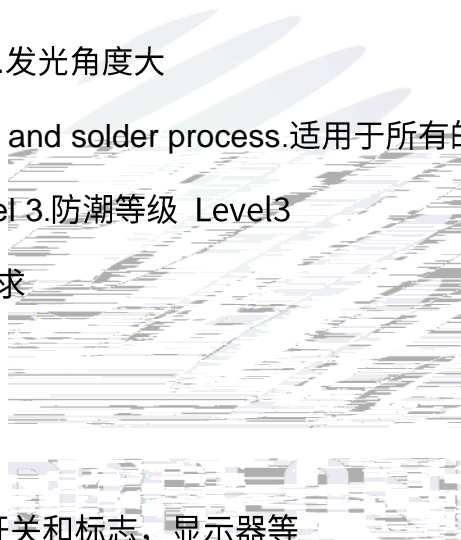 .发光角度大
and solder process.适用于所有的
el 3.防潮等级 Level3
求
开关和标志，显示器等